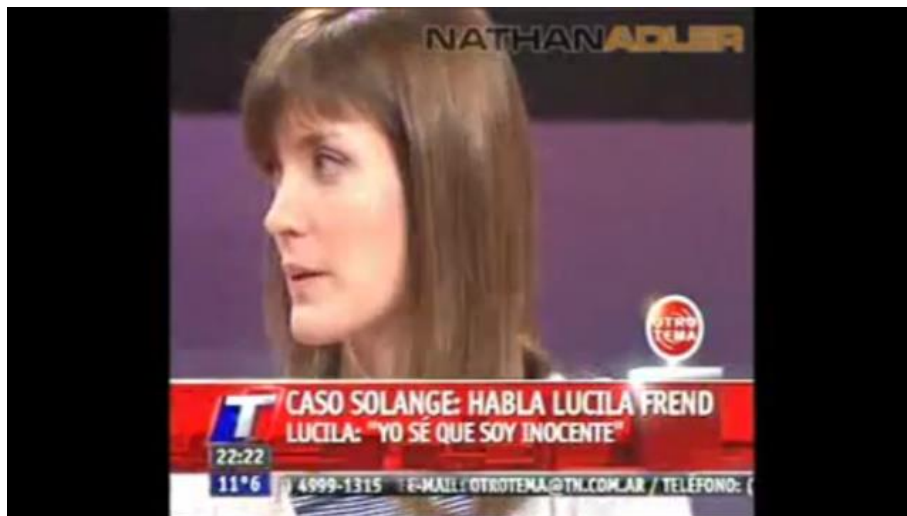 NATHANADLER
OTRO
TEMA
CASO SOLANGE: HABLA LUCILA FREND
LUCILA: "YO SÉ QUE SOY INOCENTE"
22:22
11°6
) 4999-1315 E-MAIL: OTROTEMA@TN.COM.AR / TELÉFONO: (